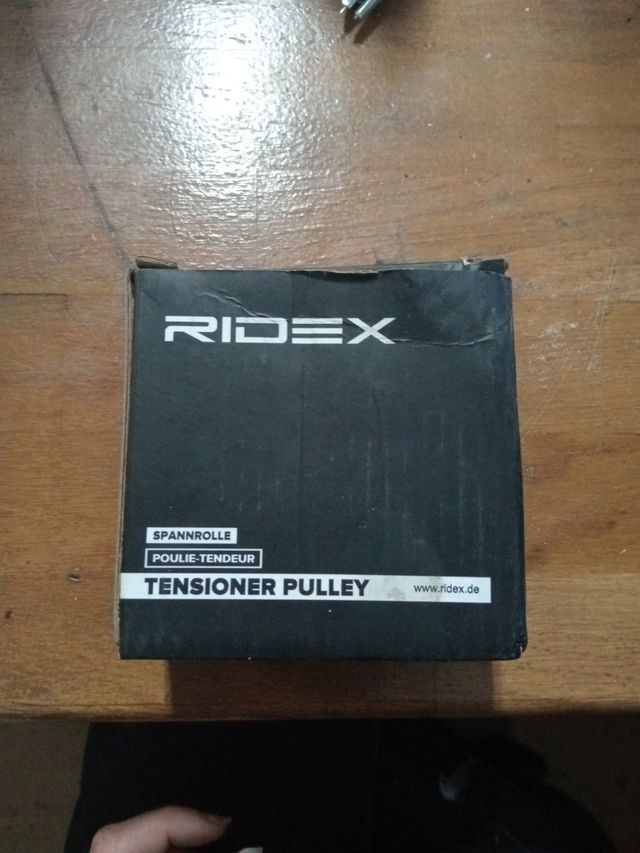 RIDEX
SPANNROLLE
POULIE-TENDEUR
TENSIONER PULLEY www.ridex.de